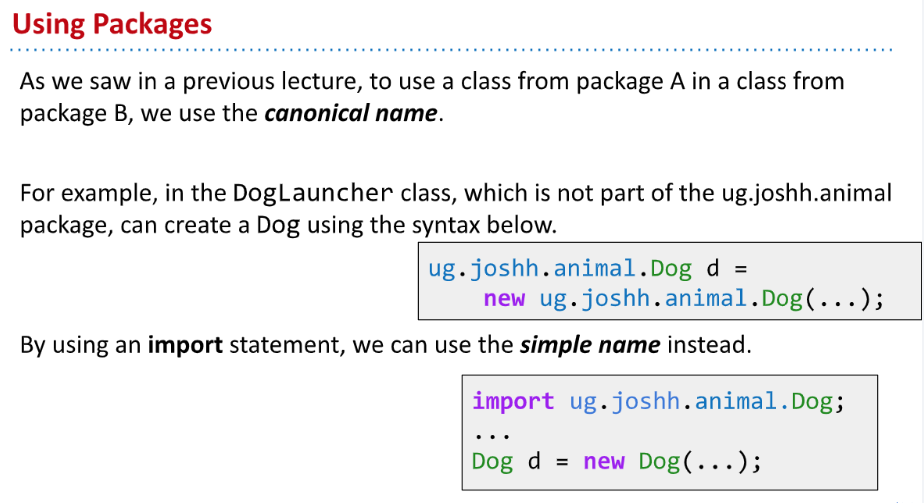 Using Packages
As we saw in a previous lecture, to use a class from package A in a class from
package B, we use the canonical name.
For example, in the DogLauncher class, which is not part of the ug.joshh.animal
package, can create a Dog using the syntax below.
ug.joshh.animal.Dog d =
    new ug.joshh.animal.Dog(...);
By using an import statement, we can use the simple name instead.
import ug.joshh.animal.Dog;
...
Dog d = new Dog(...);